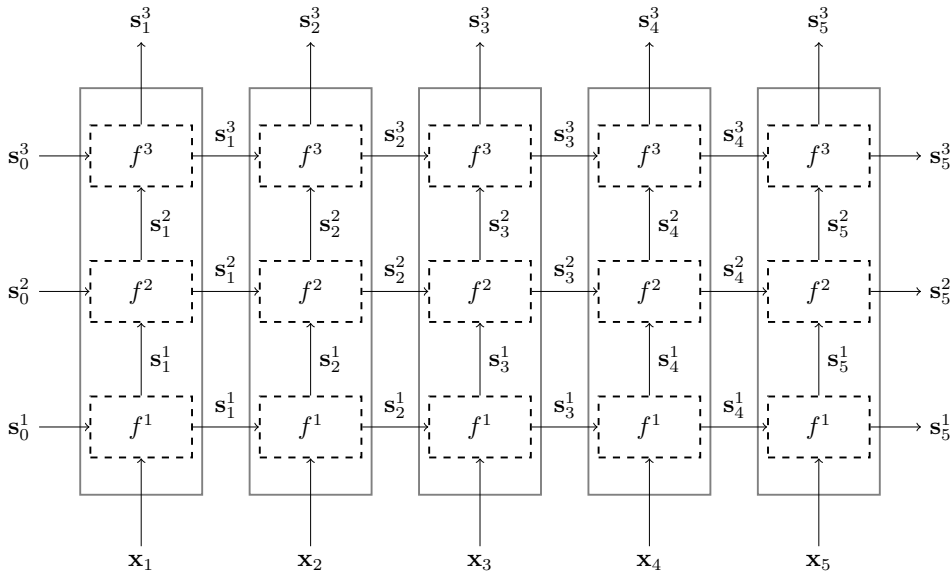 s_1^3 s_2^3 s_3^3 s_4^3 s_5^3
s_1^3 s_2^3 s_3^3 s_4^3
s_0^3 f^3 f^3 f^3 f^3 f^3 s_5^3
s_1^2 s_2^2 s_3^2 s_4^2 s_5^2
s_1^2 s_2^2 s_3^2 s_4^2
s_0^2 f^2 f^2 f^2 f^2 f^2 s_5^2
s_1^1 s_2^1 s_3^1 s_4^1 s_5^1
s_1^1 s_2^1 s_3^1 s_4^1
s_0^1 f^1 f^1 f^1 f^1 f^1 s_5^1
x_1 x_2 x_3 x_4 x_5